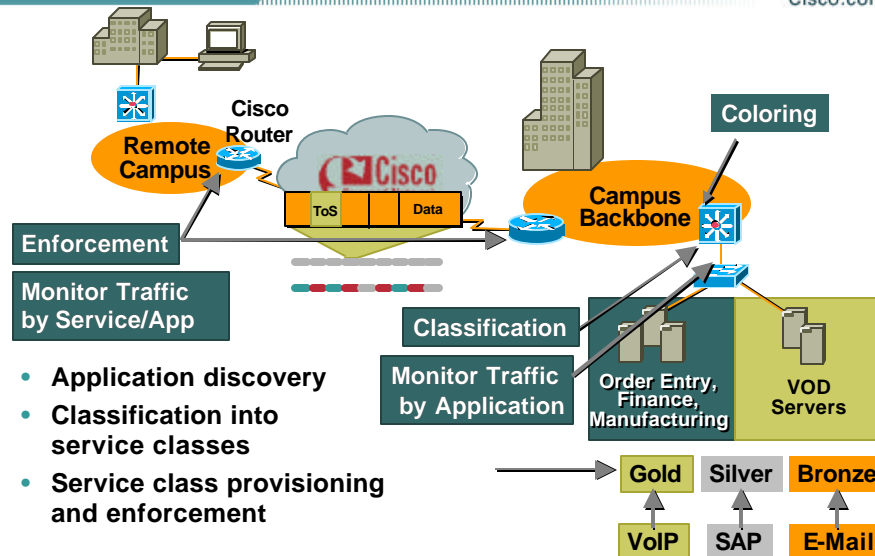 Cisco.com
Coloring
Cisco
Router
Remote
Campus
Cisco
ToS
Data
Campus
Backbone
Enforcement
Monitor Traffic
by Service/App
Classification
Monitor Traffic
by Application
Order Entry,
Finance,
Manufacturing
VOD
Servers
• Application discovery
• Classification into
service classes
• Service class provisioning
and enforcement
Gold
Silver
Bronze
VoIP
SAP
E-Mail